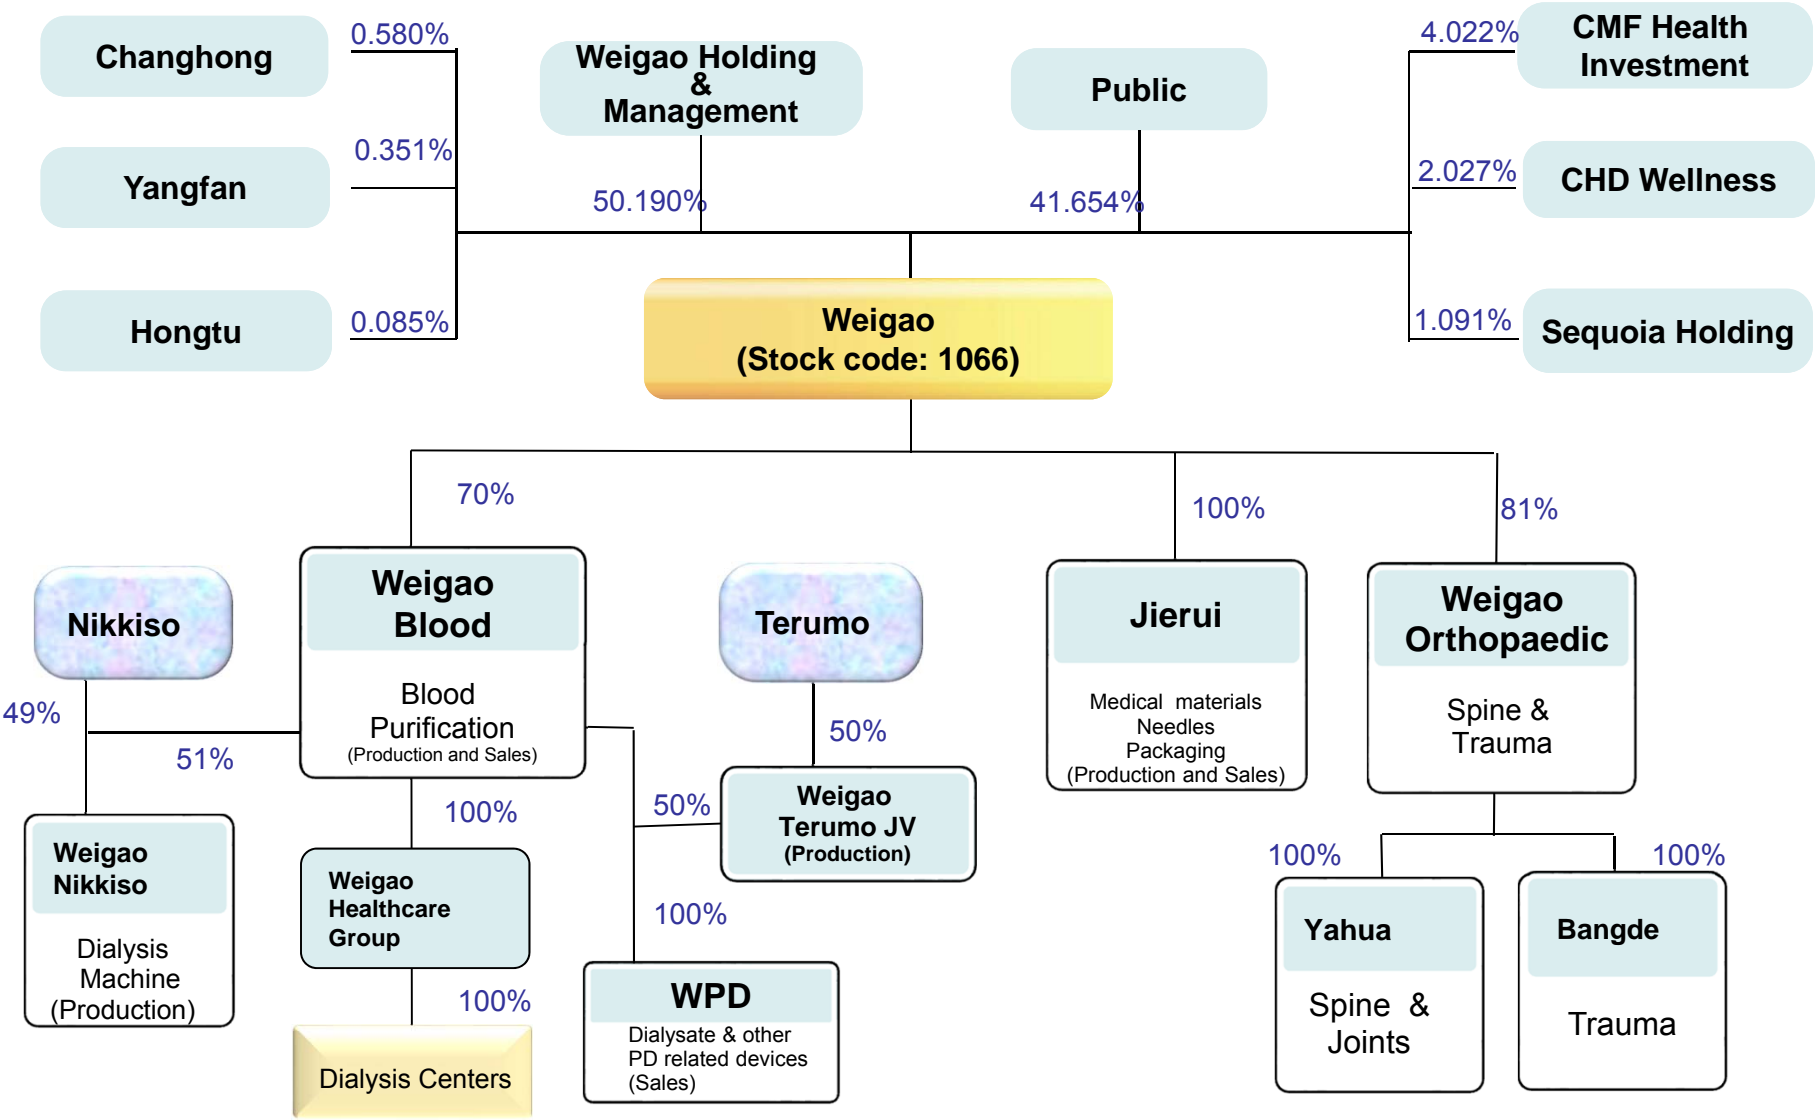 Changhong
0.580%
Weigao Holding
&
Management
Public
4.022%
CMF Health
Investment
Yangfan
0.351%
50.190%
41.654%
2.027%
CHD Wellness
Hongtu
0.085%
Weigao
(Stock code: 1066)
1.091%
Sequoia Holding
70%
100%
81%
Nikkiso
Weigao
Blood
Blood
Purification
(Production and Sales)
Terumo
Jierui
Medical materials
Needles
Packaging
(Production and Sales)
Weigao
Orthopaedic
Spine &
Trauma
49%
51%
50%
100%
50%
Weigao
Terumo JV
(Production)
100%
100%
Weigao
Nikkiso
Dialysis
Machine
(Production)
Weigao
Healthcare
Group
100%
100%
Dialysis Centers
WPD
Dialysate & other
PD related devices
(Sales)
Yahua
Spine & 
Joints
Bangde
Trauma